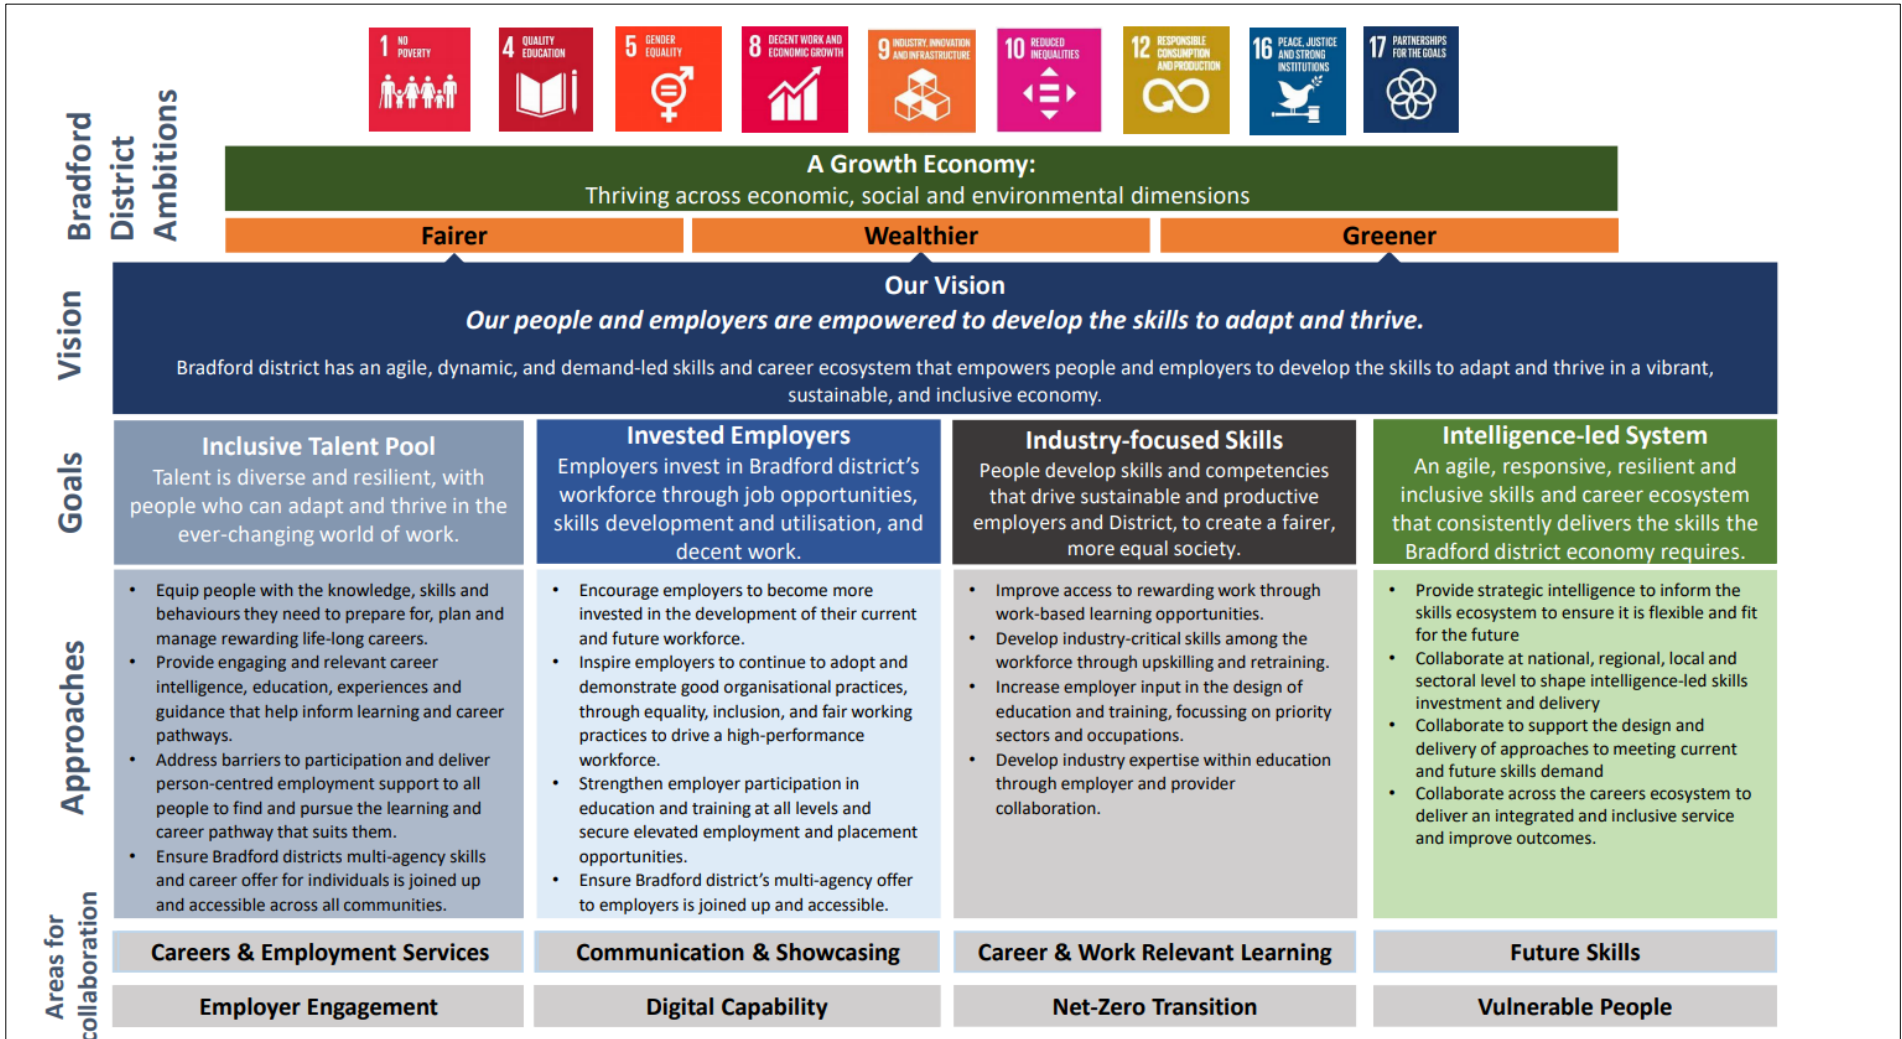 1 NO
POVERTY
4 QUALITY
EDUCATION
5 GENDER
EQUALITY
8 DECENT WORK AND
ECONOMIC GROWTH
9 INDUSTRY, INNOVATION
AND INFRASTRUCTURE
10 REDUCED
INEQUALITIES
12 RESPONSIBLE
CONSUMPTION
AND PRODUCTION
16 PEACE, JUSTICE
AND STRONG
INSTITUTIONS
17 PARTNERSHIPS
FOR THE GOALS
Bradford
District
Ambitions
A Growth Economy:
Thriving across economic, social and environmental dimensions
Fairer
Wealthier
Greener
Vision
Our Vision
Our people and employers are empowered to develop the skills to adapt and thrive.
Bradford district has an agile, dynamic, and demand-led skills and career ecosystem that empowers people and employers to develop the skills to adapt and thrive in a vibrant,
sustainable, and inclusive economy.
Goals
Inclusive Talent Pool
Talent is diverse and resilient, with
people who can adapt and thrive in the
ever-changing world of work.
Invested Employers
Employers invest in Bradford district's
workforce through job opportunities,
skills development and utilisation, and
decent work.
Industry-focused Skills
People develop skills and competencies
that drive sustainable and productive
employers and District, to create a fairer,
more equal society.
Intelligence-led System
An agile, responsive, resilient and
inclusive skills and career ecosystem
that consistently delivers the skills the
Bradford district economy requires.
Approaches
• Equip people with the knowledge, skills and
behaviours they need to prepare for, plan and
manage rewarding life-long careers.
• Provide engaging and relevant career
intelligence, education, experiences and
guidance that help inform learning and career
pathways.
• Address barriers to participation and deliver
person-centred employment support to all
people to find and pursue the learning and
career pathway that suits them.
• Ensure Bradford districts multi-agency skills
and career offer for individuals is joined up
and accessible across all communities.
• Encourage employers to become more
invested in the development of their current
and future workforce.
• Inspire employers to continue to adopt and
demonstrate good organisational practices,
through equality, inclusion, and fair working
practices to drive a high-performance
workforce.
• Strengthen employer participation in
education and training at all levels and
secure elevated employment and placement
opportunities.
• Ensure Bradford district's multi-agency offer
to employers is joined up and accessible.
• Improve access to rewarding work through
work-based learning opportunities.
• Develop industry-critical skills among the
workforce through upskilling and retraining.
• Increase employer input in the design of
education and training, focussing on priority
sectors and occupations.
• Develop industry expertise within education
through employer and provider
collaboration.
• Provide strategic intelligence to inform the
skills ecosystem to ensure it is flexible and fit
for the future
• Collaborate at national, regional, local and
sectoral level to shape intelligence-led skills
investment and delivery
• Collaborate to support the design and
delivery of approaches to meeting current
and future skills demand
• Collaborate across the careers ecosystem to
deliver an integrated and inclusive service
and improve outcomes.
Areas for
collaboration
Careers & Employment Services
Communication & Showcasing
Career & Work Relevant Learning
Future Skills
Employer Engagement
Digital Capability
Net-Zero Transition
Vulnerable People